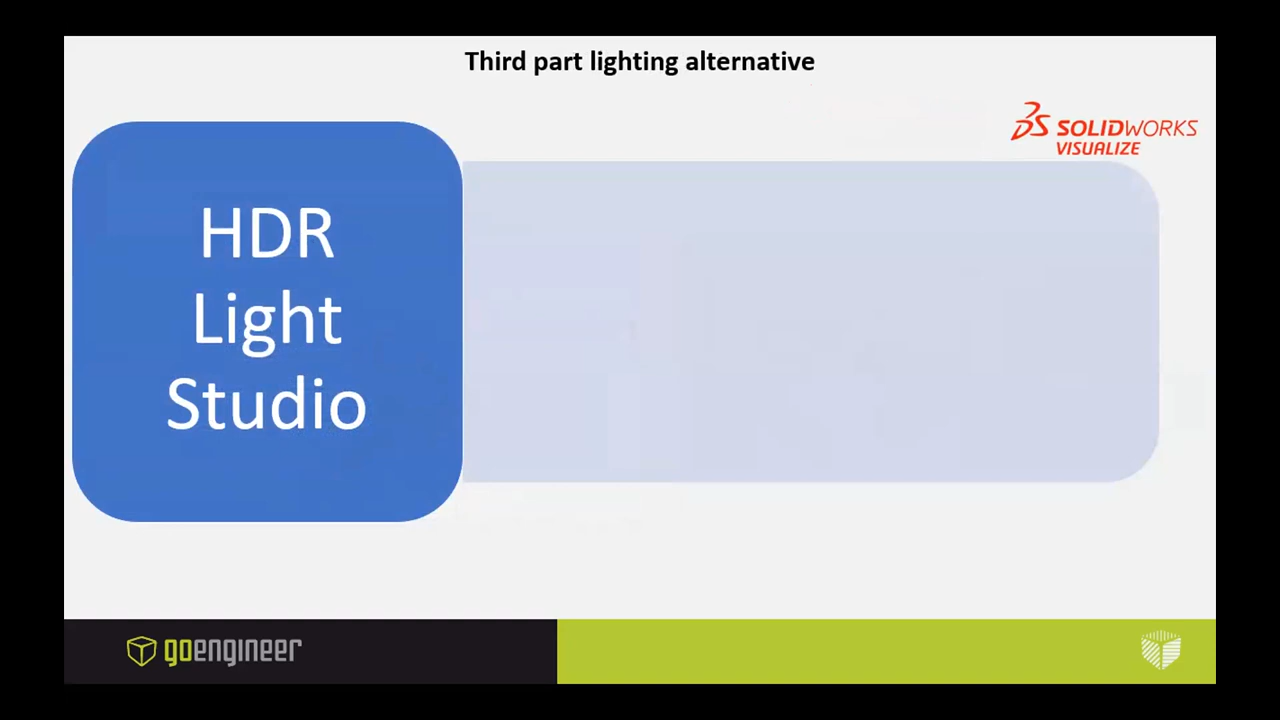 Third part lighting alternative
SOLIDWORKS
VISUALIZE
HDR
Light
Studio
goengineer